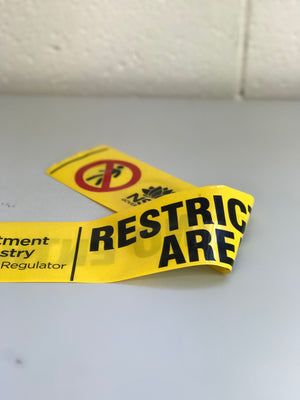 tment
stry
Regulator
RESTRIC
ARE